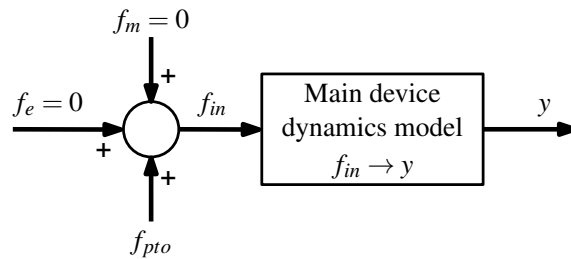 f_m = 0
f_e = 0
+
+
+
f_in
f_pto
Main device
dynamics model
f_in → y
y